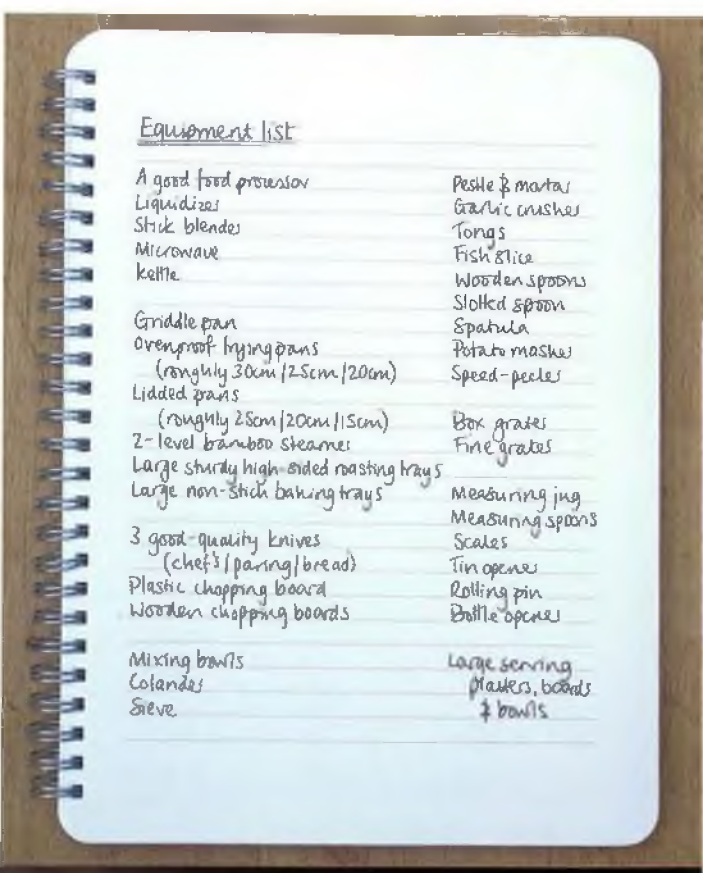 Equipment list
A good food processor
Liquidizer
Stick blender
Microwave
Kettle
Griddle pan
Ovenproof frying pans
(roughly 30cm/25cm/20cm)
Lidded pans
(roughly 25cm/20cm/15cm)
2-level bamboo steamer
Large sturdy high-sided roasting trays
Large non-stick baking trays
3 good-quality knives
(chef's/paring/bread)
Plastic chopping board
Wooden chopping boards
Mixing bowls
Colander
Sieve
Pestle & mortar
Garlic crusher
Tongs
Fish slice
Wooden spoons
Slotted spoon
Spatula
Potato masher
Speed-peeler
Box grater
Fine grater
Measuring jug
Measuring spoons
Scales
Tin opener
Rolling pin
Bottle opener
Large serving
platters, boards
& bowls